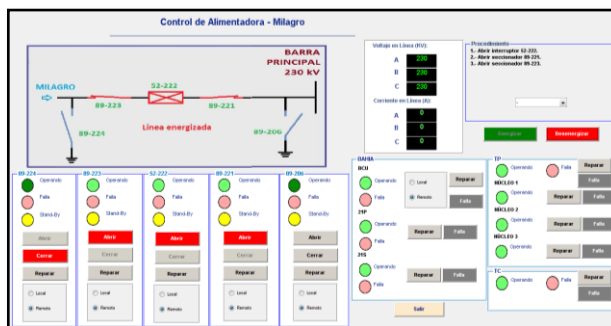 Control de Alimentadora - Milagro
BARRA
PRINCIPAL
230 kV
MILAGRO
52-222
89-223
89-221
89-224
89-206
Línea energizada
Voltaje en Línea (KV):
A 230
B 230
C 230
Corriente en Línea (A):
A 0
B 0
C 0
Procedimiento
1.- Abrir interruptor 52-222.
2.- Abrir seccionador 89-221.
3.- Abrir seccionador 89-223.
Energizar
Desenergizar
89-224
Operando
Falla
Stand-By
Abrir
Cerrar
Reparar
Local
Remoto
89-223
Operando
Falla
Stand-By
Abrir
Cerrar
Reparar
Local
Remoto
52-222
Operando
Falla
Stand-By
Abrir
Cerrar
Reparar
Local
Remoto
89-221
Operando
Falla
Stand-By
Abrir
Cerrar
Reparar
Local
Remoto
89-206
Operando
Falla
Stand-By
Abrir
Cerrar
Reparar
Local
Remoto
BAHIA
BCU
Operando
Falla
Local
Remoto
Reparar
Falla
21P
Operando
Falla
Reparar
Falla
21S
Operando
Falla
Reparar
Falla
Salir
TP
Operando
Falla
Reparar
Falla
NÚCLEO 1
Operando
Reparar
Falla
NÚCLEO 2
Operando
Reparar
Falla
NÚCLEO 3
Operando
Reparar
Falla
TC
Operando
Falla
Reparar
Falla